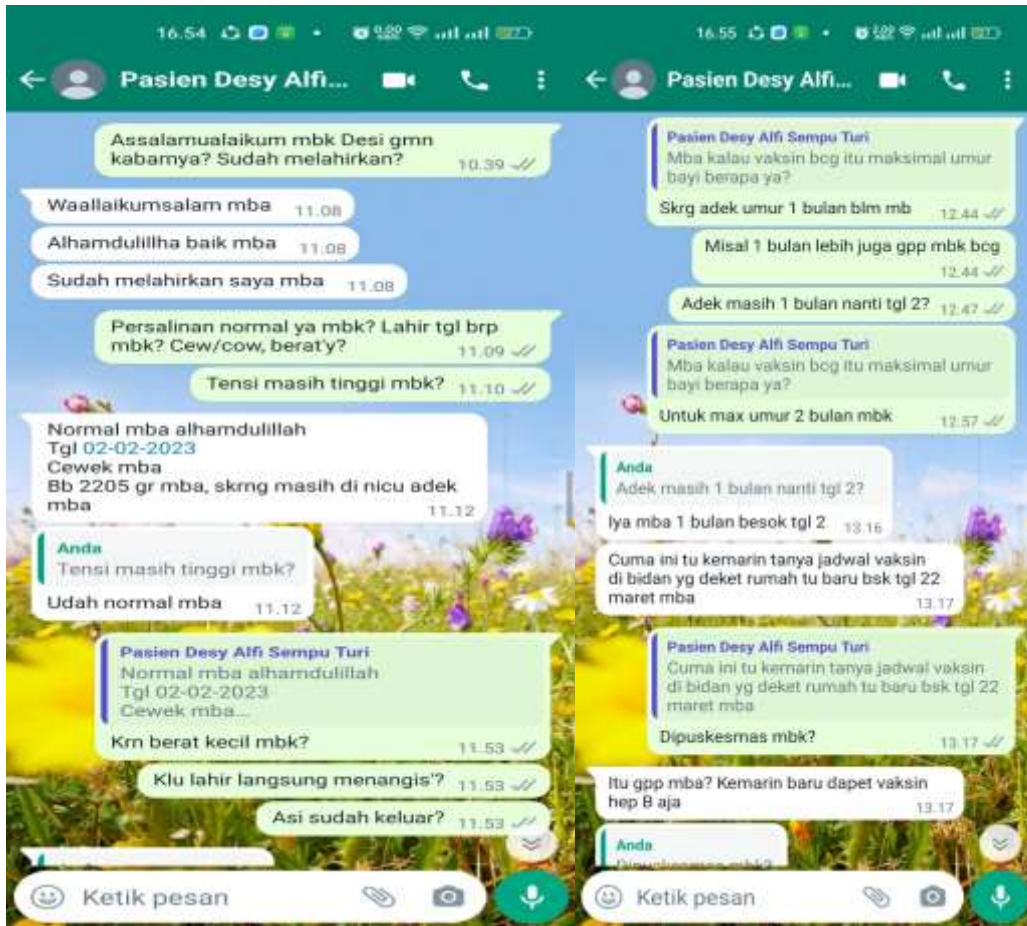 16.54
Pasien Desy Alfi...
Assalamualaikum mbk Desi gmn
kabarnya? Sudah melahirkan?
10.39
Waallaikumsalam mba
11.08
Alhamdulillha baik mba
11.08
Sudah melahirkan saya mba
11.08
Persalinan normal ya mbk? Lahir tgl brp
mbk? Cew/cow, berat'y?
11.09
Tensi masih tinggi mbk?
11.10
Normal mba alhamdulillah
Tgl 02-02-2023
Cewek mba
Bb 2205 gr mba, skrng masih di nicu adek
mba
11.12
Anda
Tensi masih tinggi mbk?
Udah normal mba
11.12
Pasien Desy Alfi Sempu Turi
Normal mba alhamdulillah
Tgl 02-02-2023
Cewek mba...
Krn berat kecil mbk?
11.53
Klu lahir langsung menangis'?
11.53
Asi sudah keluar?
11.53
Ketik pesan
16.55
Pasien Desy Alfi...
Pasien Desy Alfi Sempu Turi
Mba kalau vaksin bcg itu maksimal umur
bayi berapa ya?
Skrg adek umur 1 bulan blm mb
12.44
Misal 1 bulan lebih juga gpp mbk bcg
12.44
Adek masih 1 bulan nanti tgl 2?
12.47
Pasien Desy Alfi Sempu Turi
Mba kalau vaksin bcg itu maksimal umur
bayi berapa ya?
Untuk max umur 2 bulan mbk
12.57
Anda
Adek masih 1 bulan nanti tgl 2?
Iya mba 1 bulan besok tgl 2
13.16
Cuma ini tu kemarin tanya jadwal vaksin
di bidan yg deket rumah tu baru bsk tgl 22
maret mba
13.17
Pasien Desy Alfi Sempu Turi
Cuma ini tu kemarin tanya jadwal vaksin
di bidan yg deket rumah tu baru bsk tgl 22
maret mba
Dipuskesmas mbk?
13.17
Itu gpp mba? Kemarin baru dapet vaksin
hep B aja
13.17
Anda
Ketik pesan